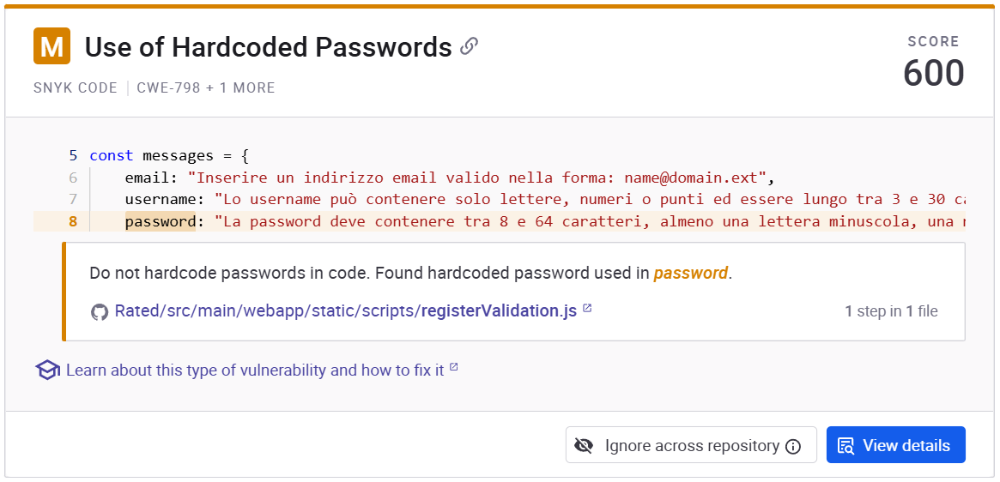 M Use of Hardcoded Passwords
SCORE
600
SNYK CODE | CWE-798 + 1 MORE
5 const messages = {
6 email: "Inserire un indirizzo email valido nella forma: name@domain.ext",
7 username: "Lo username può contenere solo lettere, numeri o punti ed essere lungo tra 3 e 30
8 password: "La password deve contenere tra 8 e 64 caratteri, almeno una lettera minuscola, una
Do not hardcode passwords in code. Found hardcoded password used in password.
Rated/src/main/webapp/static/scripts/registerValidation.js
1 step in 1 file
Learn about this type of vulnerability and how to fix it
Ignore across repository
View details